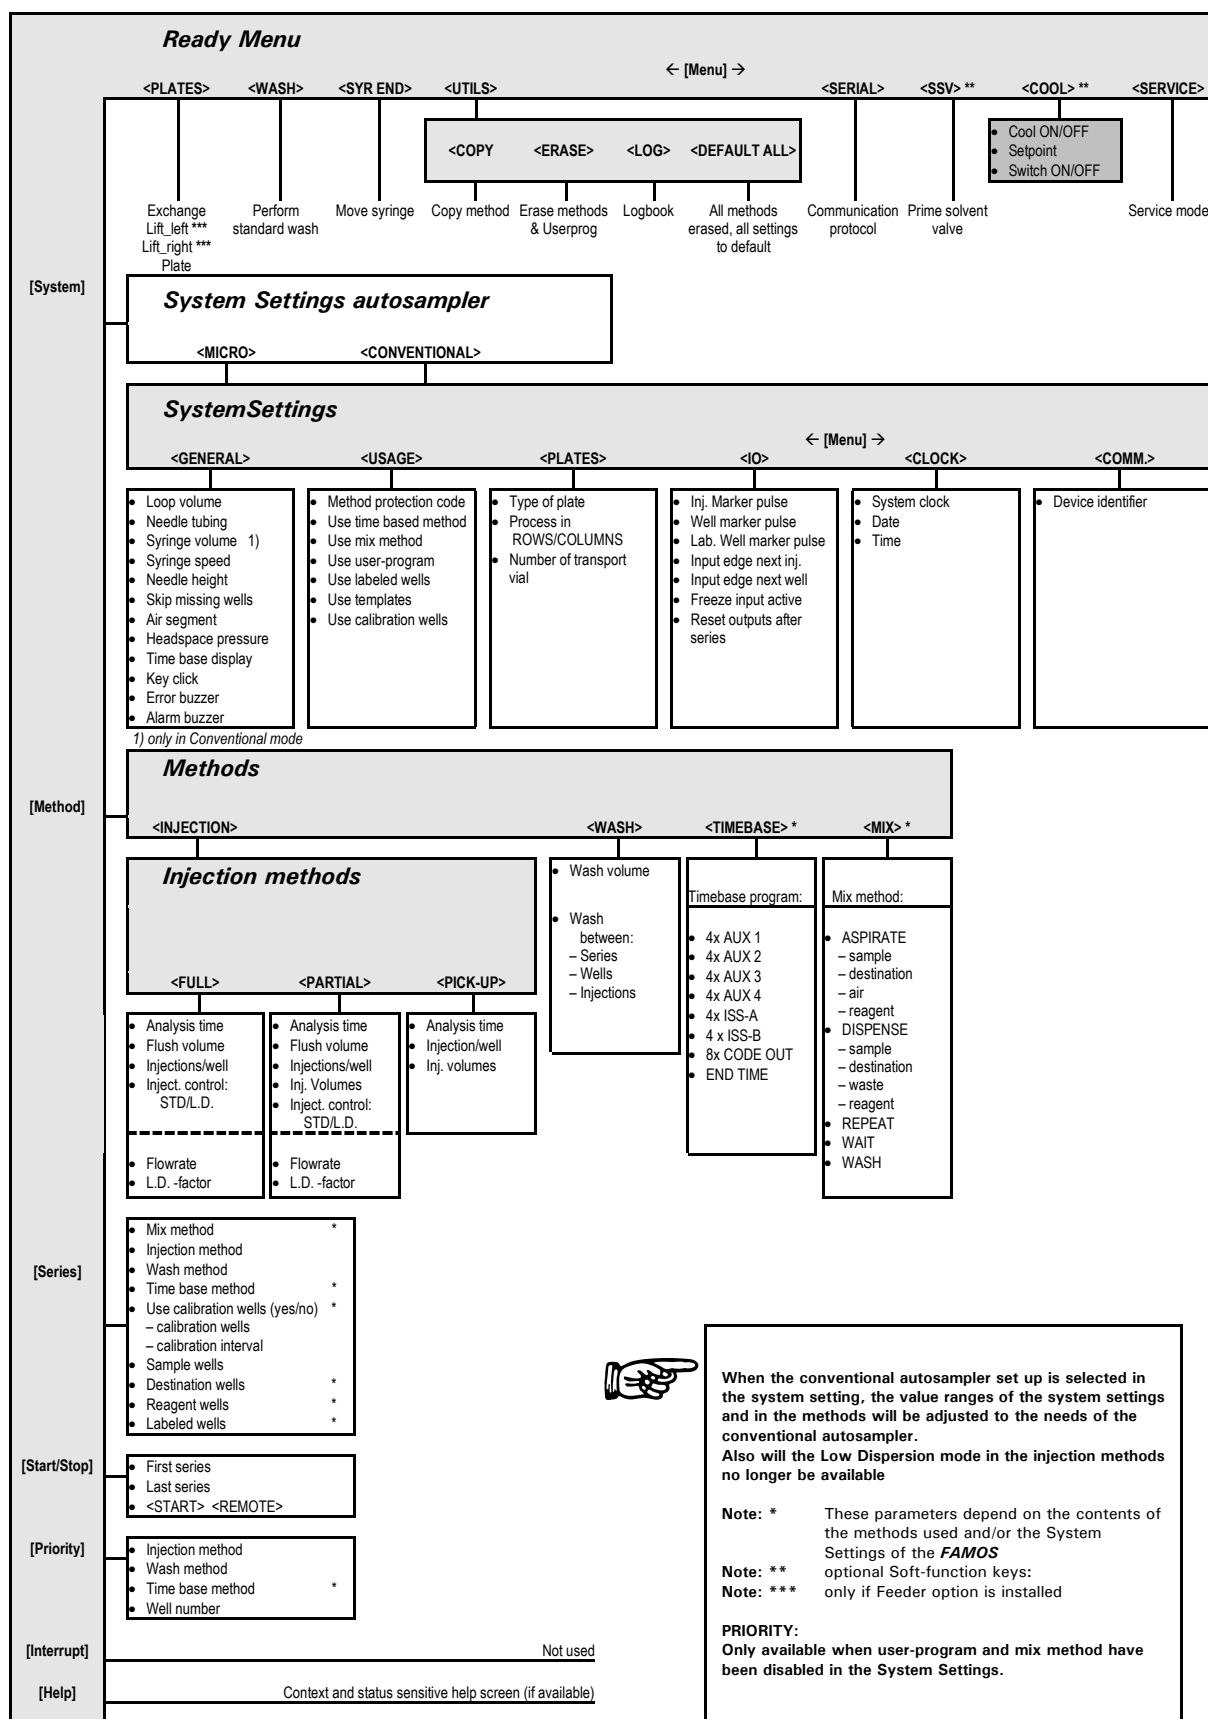 Ready Menu
← [Menu] →
<PLATES> <WASH> <SYR END> <UTILS> <SERIAL> <SSV> ** <COOL> ** <SERVICE>
<COPY <ERASE> <LOG> <DEFAULT ALL>
• Cool ON/OFF
• Setpoint
• Switch ON/OFF
Exchange
Lift_left ***
Lift_right ***
Plate
Perform
standard wash
Move syringe
Copy method
Erase methods
& Userprog
Logbook
All methods
erased, all settings
to default
Communication
protocol
Prime solvent
valve
Service mode
[System]
System Settings autosampler
<MICRO> <CONVENTIONAL>
SystemSettings
← [Menu] →
<GENERAL> <USAGE> <PLATES> <IO> <CLOCK> <COMM.>
• Loop volume
• Needle tubing
• Syringe volume 1)
• Syringe speed
• Needle height
• Skip missing wells
• Air segment
• Headspace pressure
• Time base display
• Key click
• Error buzzer
• Alarm buzzer
• Method protection code
• Use time based method
• Use mix method
• Use user-program
• Use labeled wells
• Use templates
• Use calibration wells
• Type of plate
• Process in
ROWS/COLUMNS
• Number of transport
vial
• Inj. Marker pulse
• Well marker pulse
• Lab. Well marker pulse
• Input edge next inj.
• Input edge next well
• Freeze input active
• Reset outputs after
series
• System clock
• Date
• Time
• Device identifier
1) only in Conventional mode
[Method]
Methods
<INJECTION> <WASH> <TIMEBASE> * <MIX> *
Injection methods
<FULL> <PARTIAL> <PICK-UP>
• Analysis time
• Flush volume
• Injections/well
• Inject. control:
STD/L.D.
• Flowrate
• L.D. -factor
• Analysis time
• Flush volume
• Injections/well
• Inj. Volumes
• Inject. control:
STD/L.D.
• Flowrate
• L.D. -factor
• Analysis time
• Injection/well
• Inj. volumes
• Wash volume
• Wash
between:
– Series
– Wells
– Injections
Timebase program:
• 4x AUX 1
• 4x AUX 2
• 4x AUX 3
• 4x AUX 4
• 4x ISS-A
• 4 x ISS-B
• 8x CODE OUT
• END TIME
Mix method:
• ASPIRATE
– sample
– destination
– air
– reagent
• DISPENSE
– sample
– destination
– waste
– reagent
• REPEAT
• WAIT
• WASH
[Series]
• Mix method *
• Injection method
• Wash method
• Time base method *
• Use calibration wells (yes/no) *
– calibration wells
– calibration interval
• Sample wells
• Destination wells *
• Reagent wells *
• Labeled wells *
[Start/Stop]
• First series
• Last series
• <START> <REMOTE>
[Priority]
• Injection method
• Wash method
• Time base method *
• Well number
[Interrupt] Not used
[Help] Context and status sensitive help screen (if available)
When the conventional autosampler set up is selected in
the system setting, the value ranges of the system settings
and in the methods will be adjusted to the needs of the
conventional autosampler.
Also will the Low Dispersion mode in the injection methods
no longer be available
Note: * These parameters depend on the contents of
the methods used and/or the System
Settings of the FAMOS
Note: ** optional Soft-function keys:
Note: *** only if Feeder option is installed
PRIORITY:
Only available when user-program and mix method have
been disabled in the System Settings.